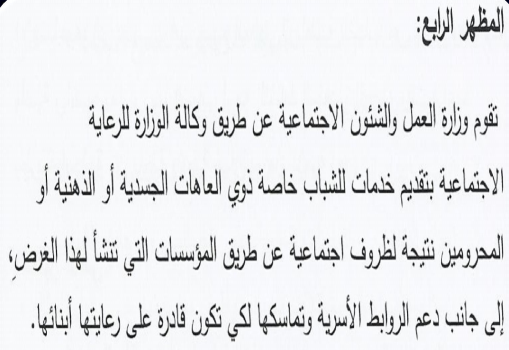 المظهر الرابع:
تقوم وزارة العمل والشئون الاجتماعية عن طريق وكالة الوزارة للرعاية
الاجتماعية بتقديم خدمات للشباب خاصة ذوي العاهات الجسدية أو الذهنية أو
المحرومين نتيجة لظروف اجتماعية عن طريق المؤسسات التي تتشأ لهذا الغرض،
إلى جانب دعم الروابط الأسرية وتماسكها لكي تكون قادرة على رعايتها أبنائها.